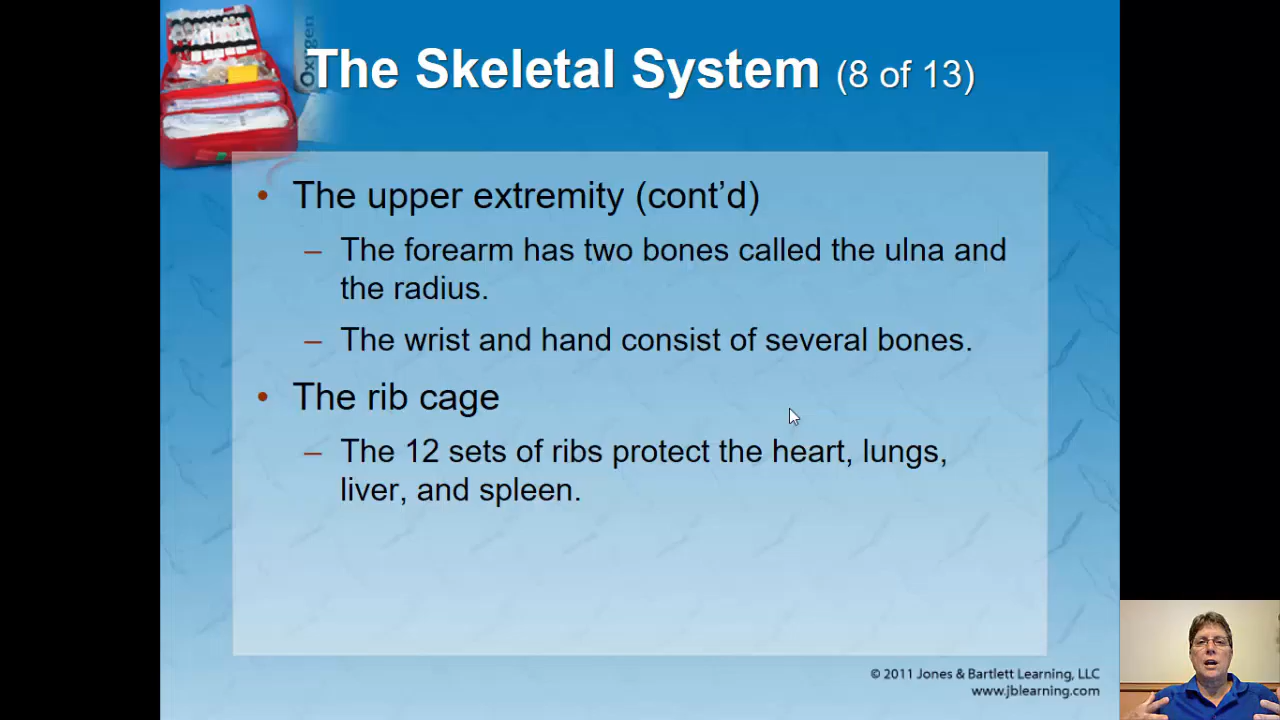 Oxygen
The Skeletal System (8 of 13)
• The upper extremity (cont’d)
– The forearm has two bones called the ulna and
the radius.
– The wrist and hand consist of several bones.
• The rib cage
– The 12 sets of ribs protect the heart, lungs,
liver, and spleen.
© 2011 Jones & Bartlett Learning, LLC
www.jblearning.com